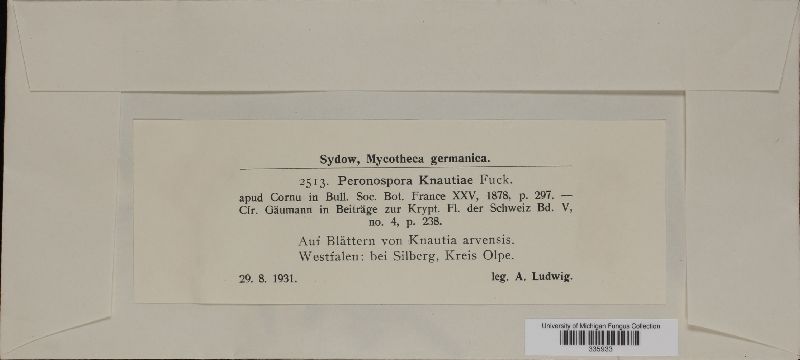 Sydow, Mycotheca germanica.
2513. Peronospora Knautiae Fuck.
apud Cornu in Bull. Soc. Bot. France XXV, 1878, p. 297. —
Cfr. Gäumann in Beiträge zur Krypt. Fl. der Schweiz Bd. V,
no. 4, p. 238.
Auf Blättern von Knautia arvensis.
Westfalen: bei Silberg, Kreis Olpe.
29. 8. 1931. leg. A. Ludwig.
University of Michigan Fungus Collection
335933